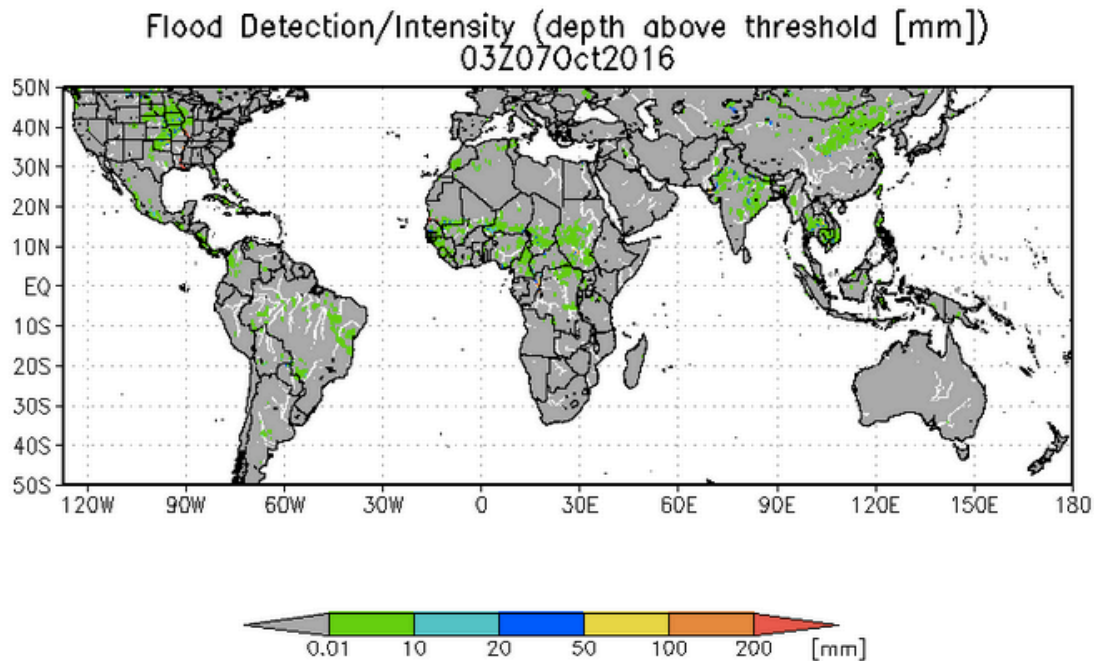 Flood Detection/Intensity (depth above threshold [mm])
03Z07Oct2016
50N
40N
30N
20N
10N
EQ
10S
20S
30S
40S
50S
120W 90W 60W 30W 0 30E 60E 90E 120E 150E 180
0.01 10 20 50 100 200 [mm]